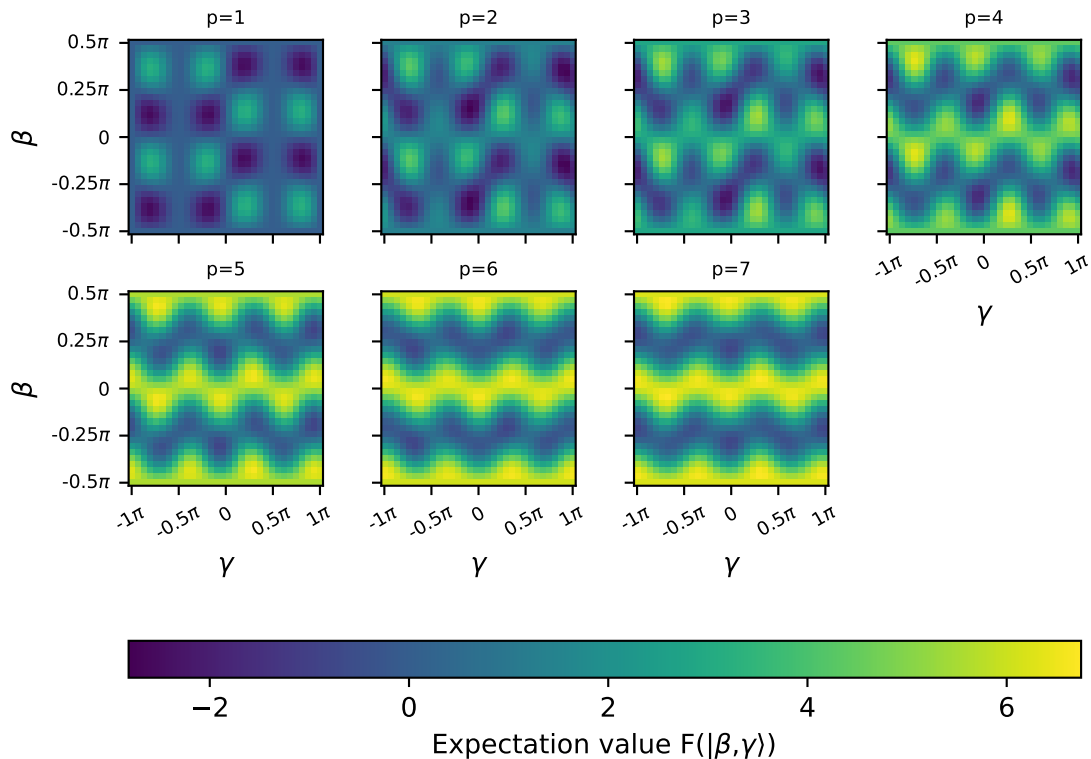 p=1 p=2 p=3 p=4
0.5π
0.25π
β 0
-0.25π
-0.5π
-1π -0.5π 0 0.5π 1π
γ
p=5 p=6 p=7
0.5π
0.25π
β 0
-0.25π
-0.5π
-1π -0.5π 0 0.5π 1π -1π -0.5π 0 0.5π 1π -1π -0.5π 0 0.5π 1π
γ γ γ
−2 0 2 4 6
Expectation value F(|β,γ⟩)